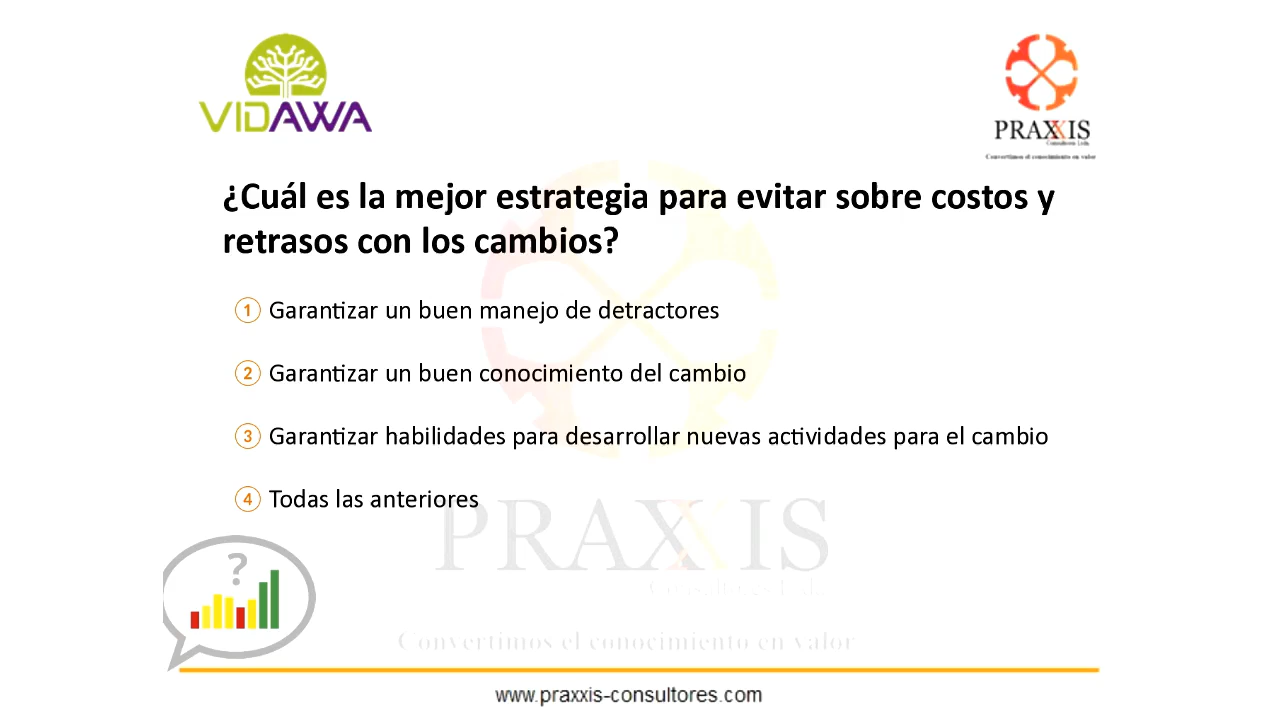 VIDAWA
PRAXXIS
Consultores Ltda.
Convertimos el conocimiento en valor
¿Cuál es la mejor estrategia para evitar sobre costos y
retrasos con los cambios?
1 Garantizar un buen manejo de detractores
2 Garantizar un buen conocimiento del cambio
3 Garantizar habilidades para desarrollar nuevas actividades para el cambio
4 Todas las anteriores
PRAXXIS
Consultores Ltda.
?
Convertimos el conocimiento en valor
www.praxxis-consultores.com